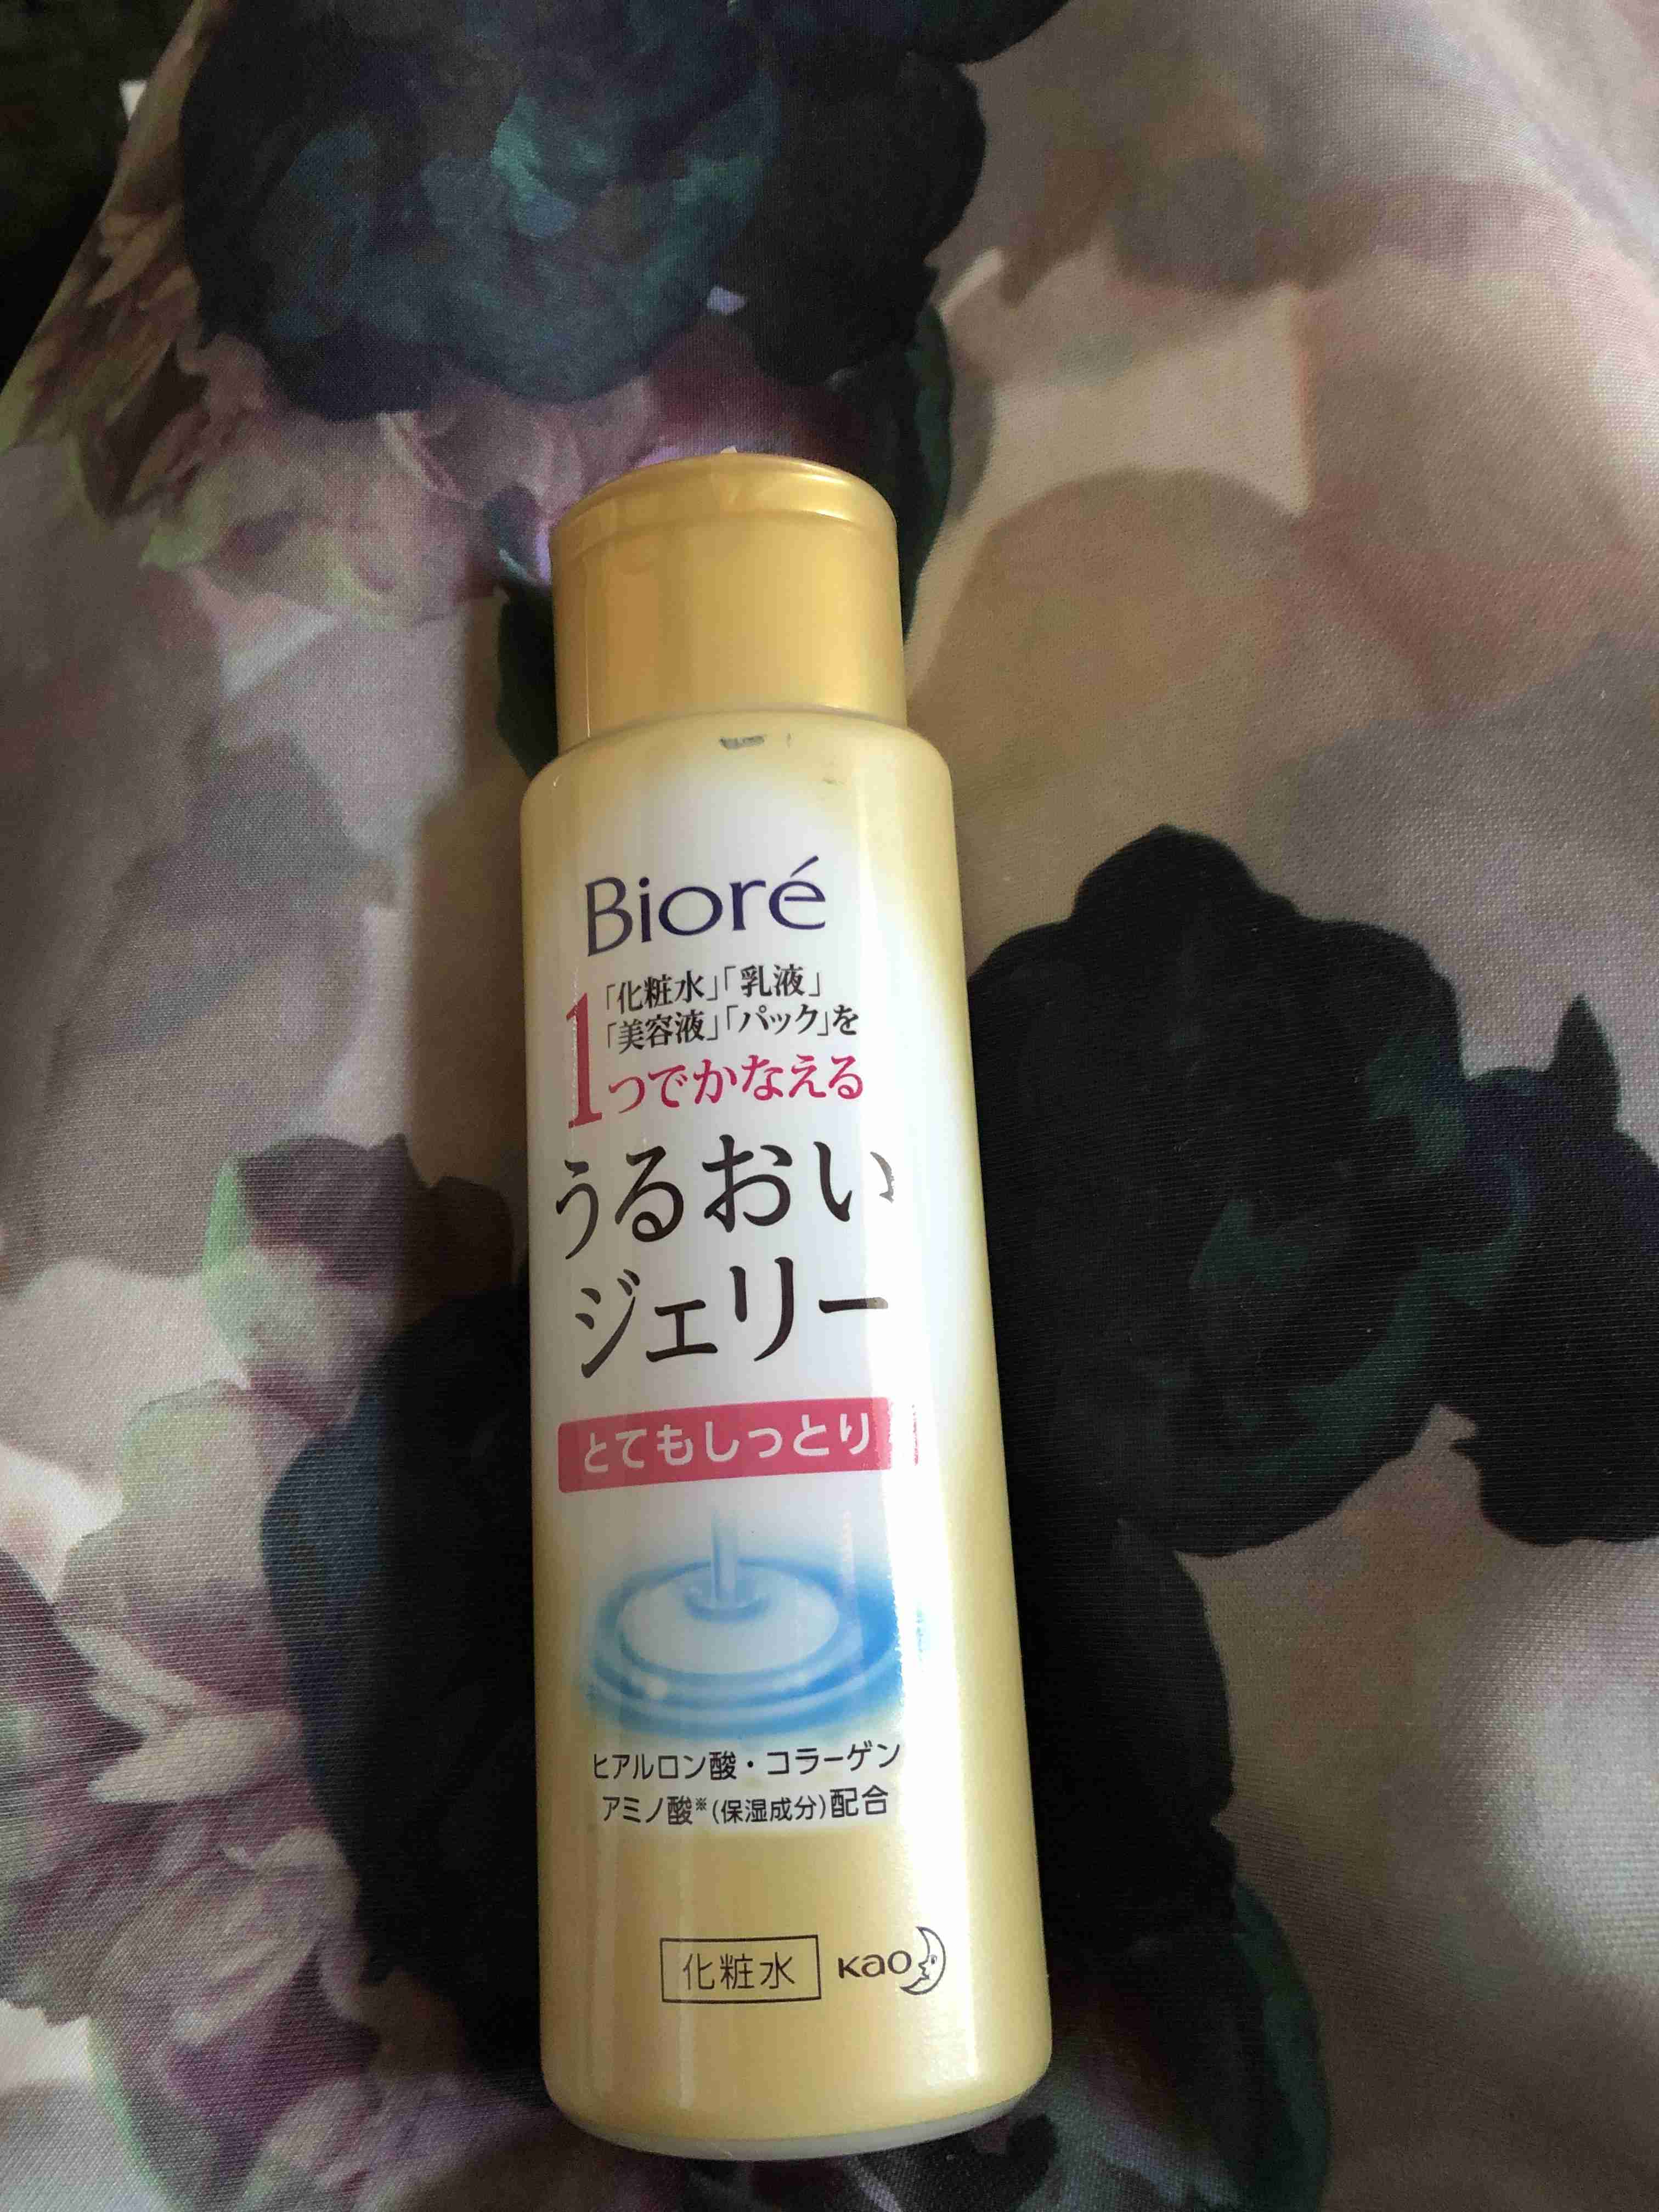 Bioré
「化粧水」「乳液」
「美容液」「パック」を
1つでかなえる
うるおい
ジェリー
とてもしっとり
ヒアルロン酸・コラーゲン
アミノ酸※(保湿成分)配合
化粧水 Kao